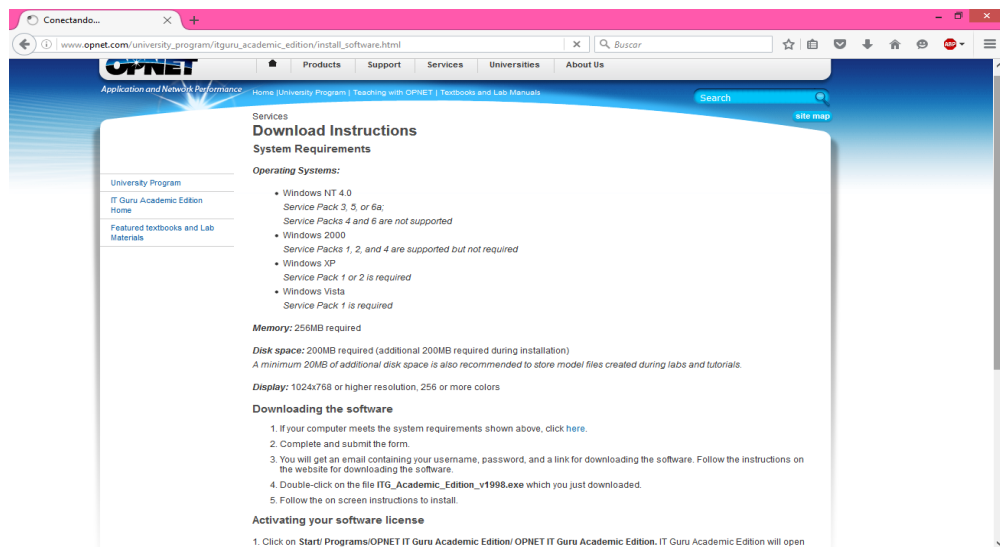 Conectando...
www.opnet.com/university_program/itguru_academic_edition/install_software.html
Buscar
ABP
OPNET
Products Support Services Universities About Us
Application and Network Performance
Home |University Program | Teaching with OPNET | Textbooks and Lab Manuals
Search
site map
Services
Download Instructions
System Requirements
University Program
IT Guru Academic Edition
Home
Featured textbooks and Lab
Materials
Operating Systems:
• Windows NT 4.0
Service Pack 3, 5, or 6a;
Service Packs 4 and 6 are not supported
• Windows 2000
Service Packs 1, 2, and 4 are supported but not required
• Windows XP
Service Pack 1 or 2 is required
• Windows Vista
Service Pack 1 is required
Memory: 256MB required
Disk space: 200MB required (additional 200MB required during installation)
A minimum 20MB of additional disk space is also recommended to store model files created during labs and tutorials.
Display: 1024x768 or higher resolution, 256 or more colors
Downloading the software
1. If your computer meets the system requirements shown above, click here.
2. Complete and submit the form.
3. You will get an email containing your username, password, and a link for downloading the software. Follow the instructions on
the website for downloading the software.
4. Double-click on the file ITG_Academic_Edition_v1998.exe which you just downloaded.
5. Follow the on screen instructions to install.
Activating your software license
1. Click on Start/ Programs/OPNET IT Guru Academic Edition/ OPNET IT Guru Academic Edition. IT Guru Academic Edition will open